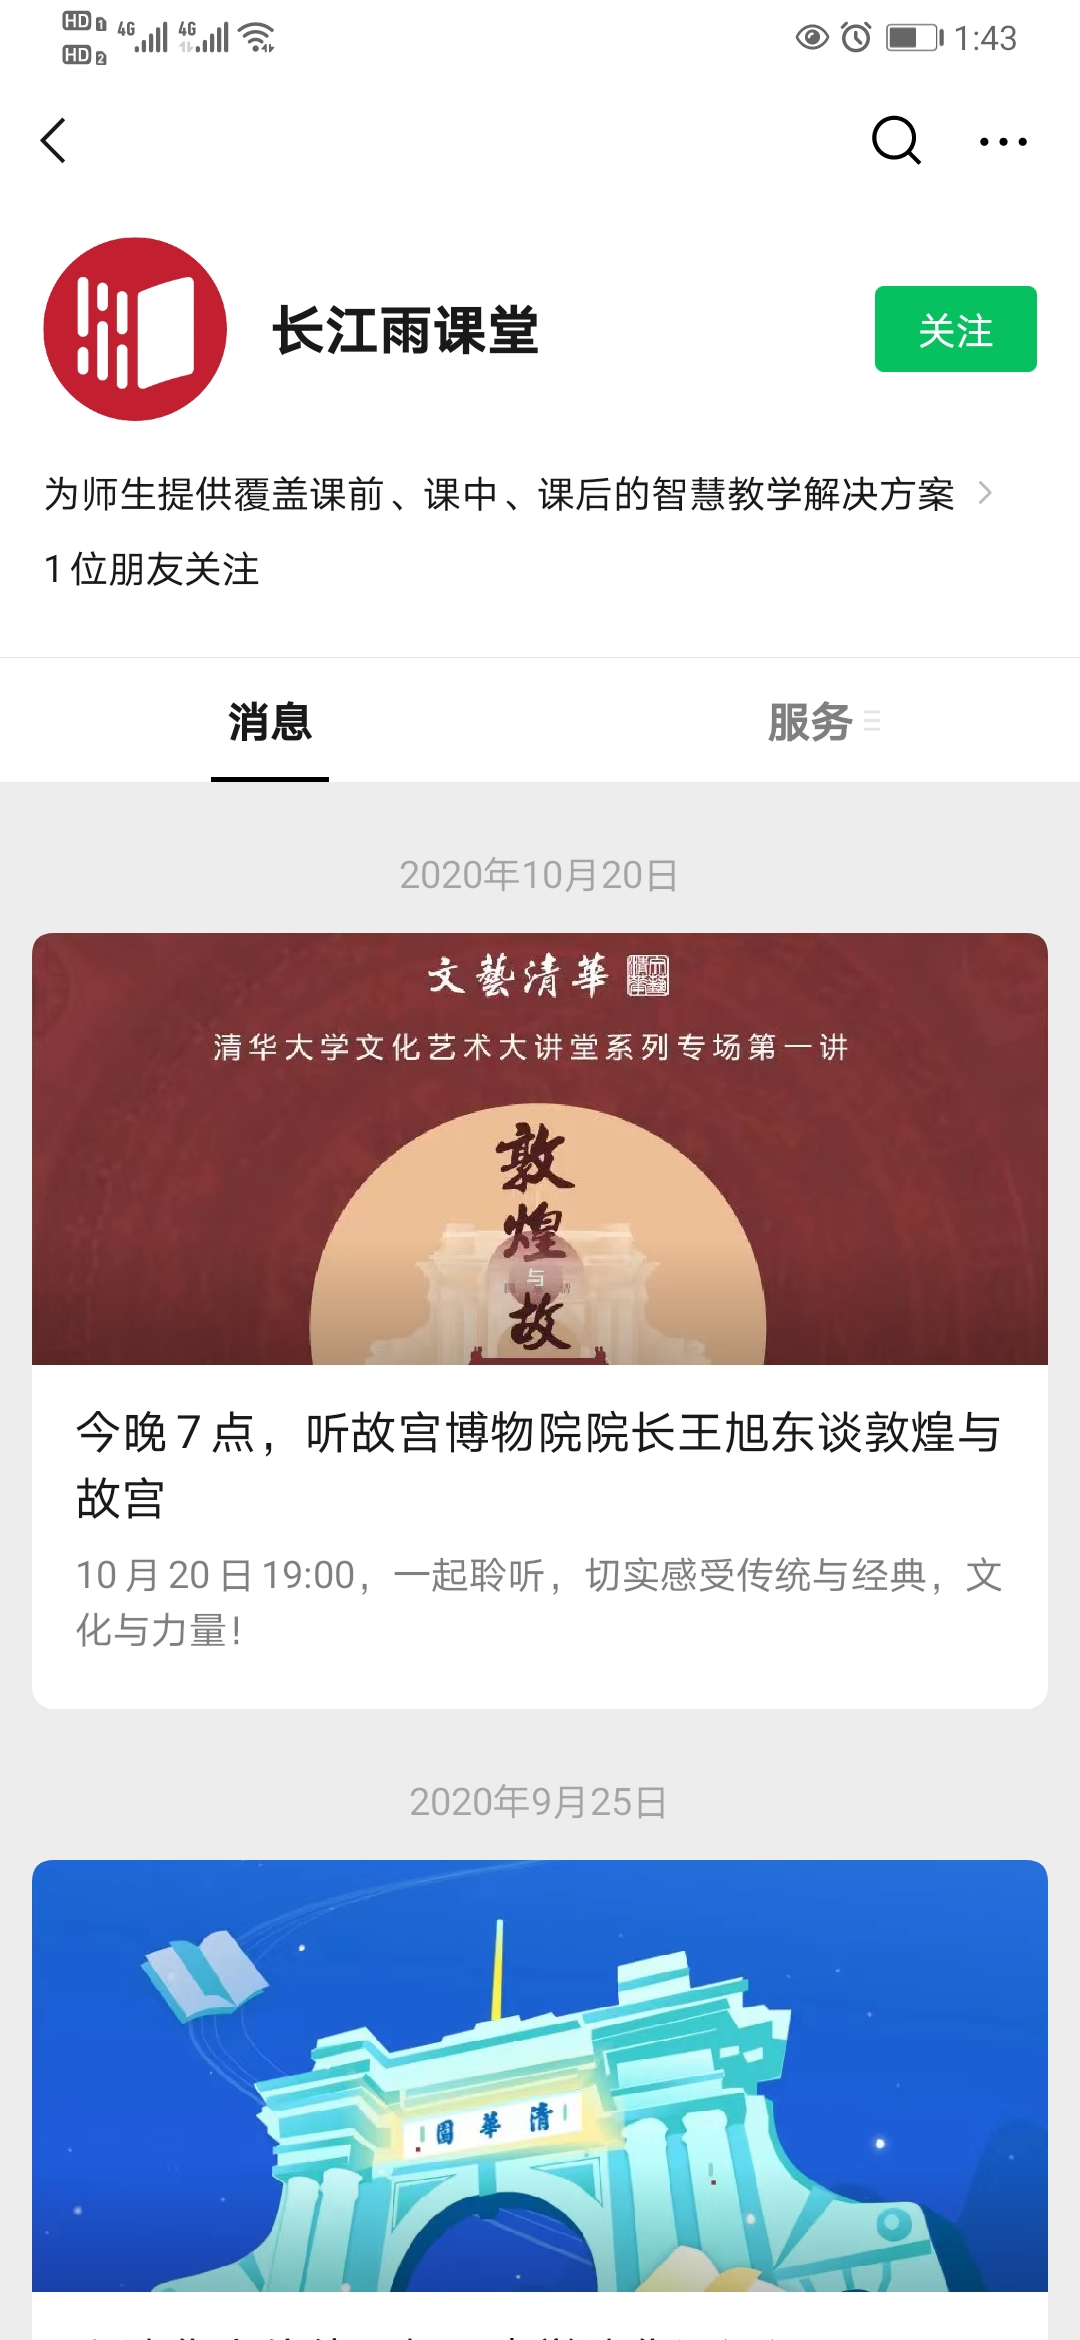 HD 1 4G 4G
HD 2
1:43
长江雨课堂
关注
为师生提供覆盖课前、课中、课后的智慧教学解决方案
1 位朋友关注
消息
服务
2020年10月20日
文藝清華
清华大学文化艺术大讲堂系列专场第一讲
敦
煌
与
故
今晚 7 点，听故宫博物院院长王旭东谈敦煌与
故宫
10 月 20 日 19:00，一起聆听，切实感受传统与经典，文
化与力量！
2020年9月25日
園華清